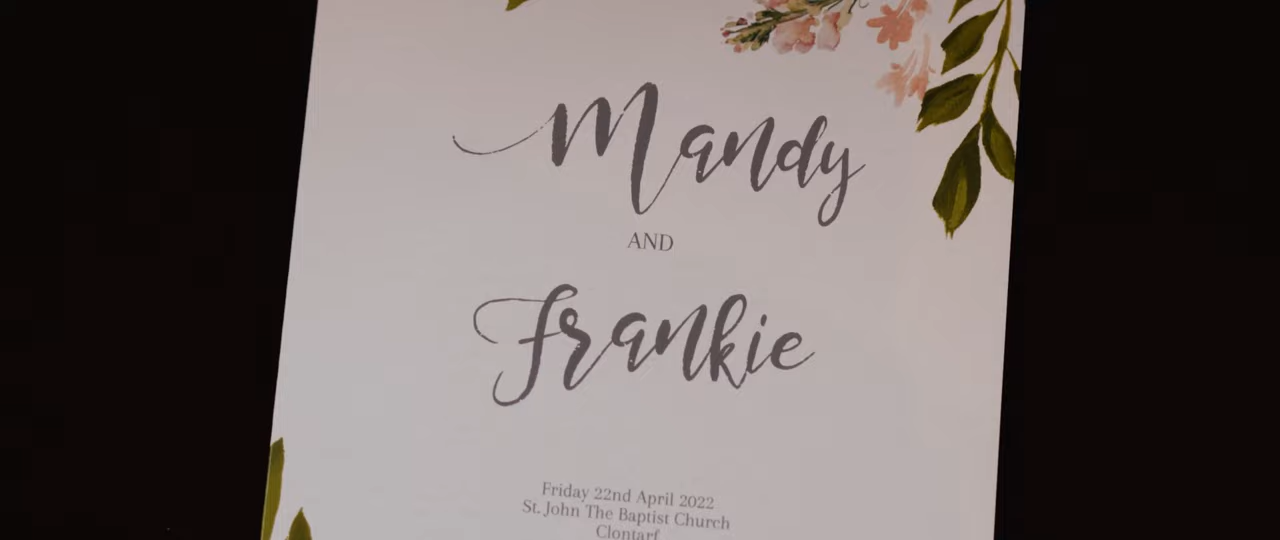 Mandy
AND
Frankie
Friday 22nd April 2022
St. John The Baptist Church
Clontarf